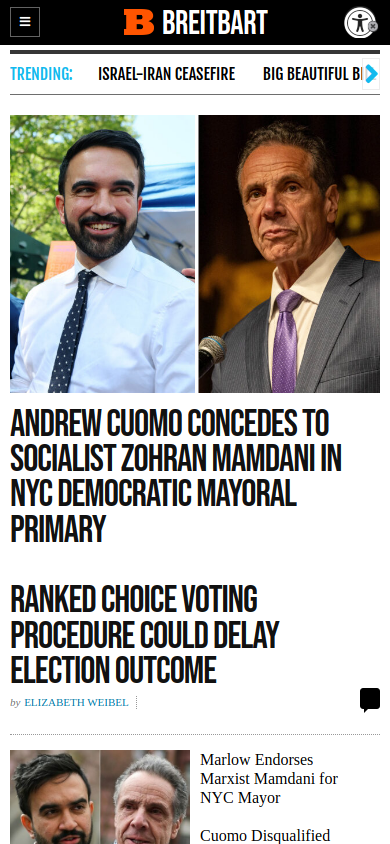 BREITBART
TRENDING:
ISRAEL-IRAN CEASEFIRE
BIG BEAUTIFUL
ANDREW CUOMO CONCEDES TO
SOCIALIST ZOHRAN MAMDANI IN
NYC DEMOCRATIC MAYORAL
PRIMARY
RANKED CHOICE VOTING
PROCEDURE COULD DELAY
ELECTION OUTCOME
by ELIZABETH WEIBEL
Marlow Endorses
Marxist Mamdani for
NYC Mayor
Cuomo Disqualified